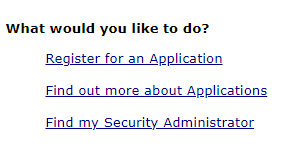 What would you like to do?
Register for an Application
Find out more about Applications
Find my Security Administrator